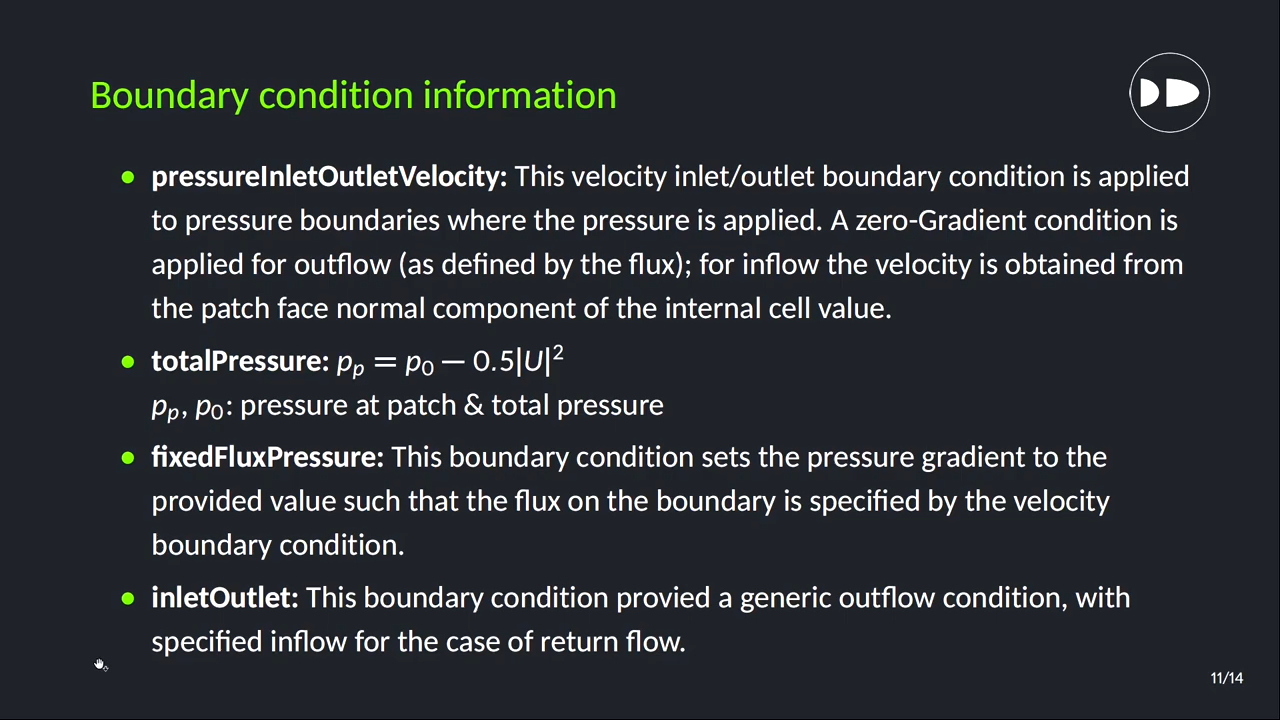 Boundary condition information
• pressureInletOutletVelocity: This velocity inlet/outlet boundary condition is applied
to pressure boundaries where the pressure is applied. A zero-Gradient condition is
applied for outflow (as defined by the flux); for inflow the velocity is obtained from
the patch face normal component of the internal cell value.
• totalPressure: pₚ = p₀ — 0.5|U|²
pₚ, p₀: pressure at patch & total pressure
• fixedFluxPressure: This boundary condition sets the pressure gradient to the
provided value such that the flux on the boundary is specified by the velocity
boundary condition.
• inletOutlet: This boundary condition provied a generic outflow condition, with
specified inflow for the case of return flow.
11/14